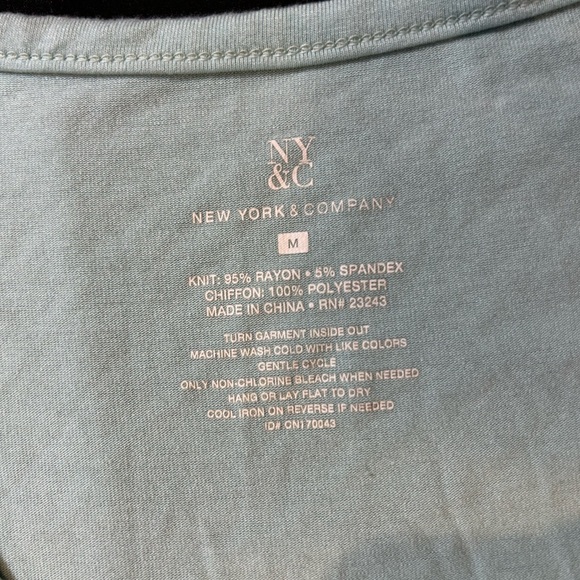 NY
&C
NEW YORK & COMPANY
M
KNIT: 95% RAYON • 5% SPANDEX
CHIFFON: 100% POLYESTER
MADE IN CHINA • RN# 23243
TURN GARMENT INSIDE OUT
MACHINE WASH COLD WITH LIKE COLORS
GENTLE CYCLE
ONLY NON-CHLORINE BLEACH WHEN NEEDED
HANG OR LAY FLAT TO DRY
COOL IRON ON REVERSE IF NEEDED
ID# ON170043